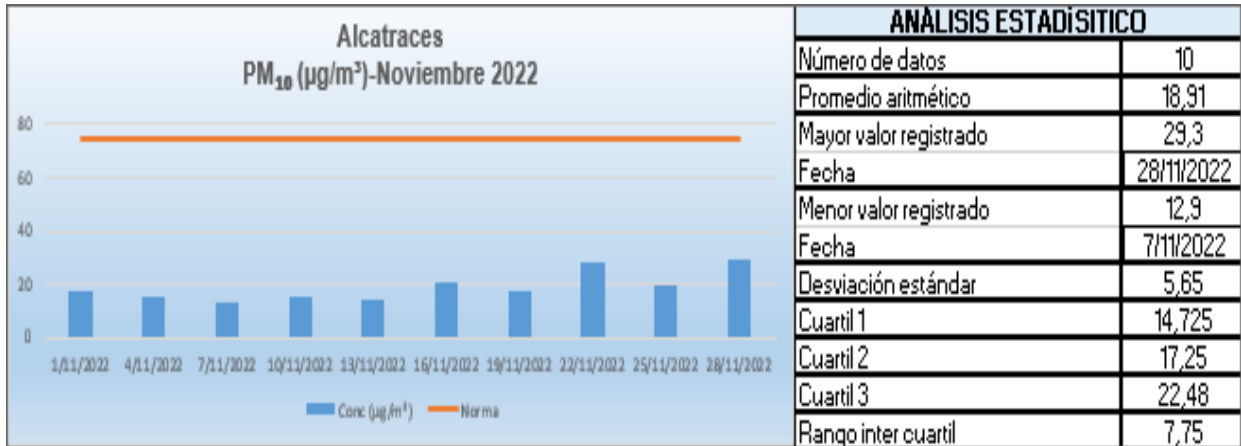 Alcatraces
PM₁₀ (µg/m³)-Noviembre 2022
80
60
40
20
0
1/11/2022 4/11/2022 7/11/2022 10/11/2022 13/11/2022 16/11/2022 19/11/2022 22/11/2022 25/11/2022 28/11/2022
Conc (µg/m³) Norma
ANÀLISIS ESTADÌSITICO
Número de datos 10
Promedio aritmético 18,91
Mayor valor registrado 29,3
Fecha 28/11/2022
Menor valor registrado 12,9
Fecha 7/11/2022
Desviación estándar 5,65
Cuartil 1 14,725
Cuartil 2 17,25
Cuartil 3 22,48
Rango inter cuartil 7,75